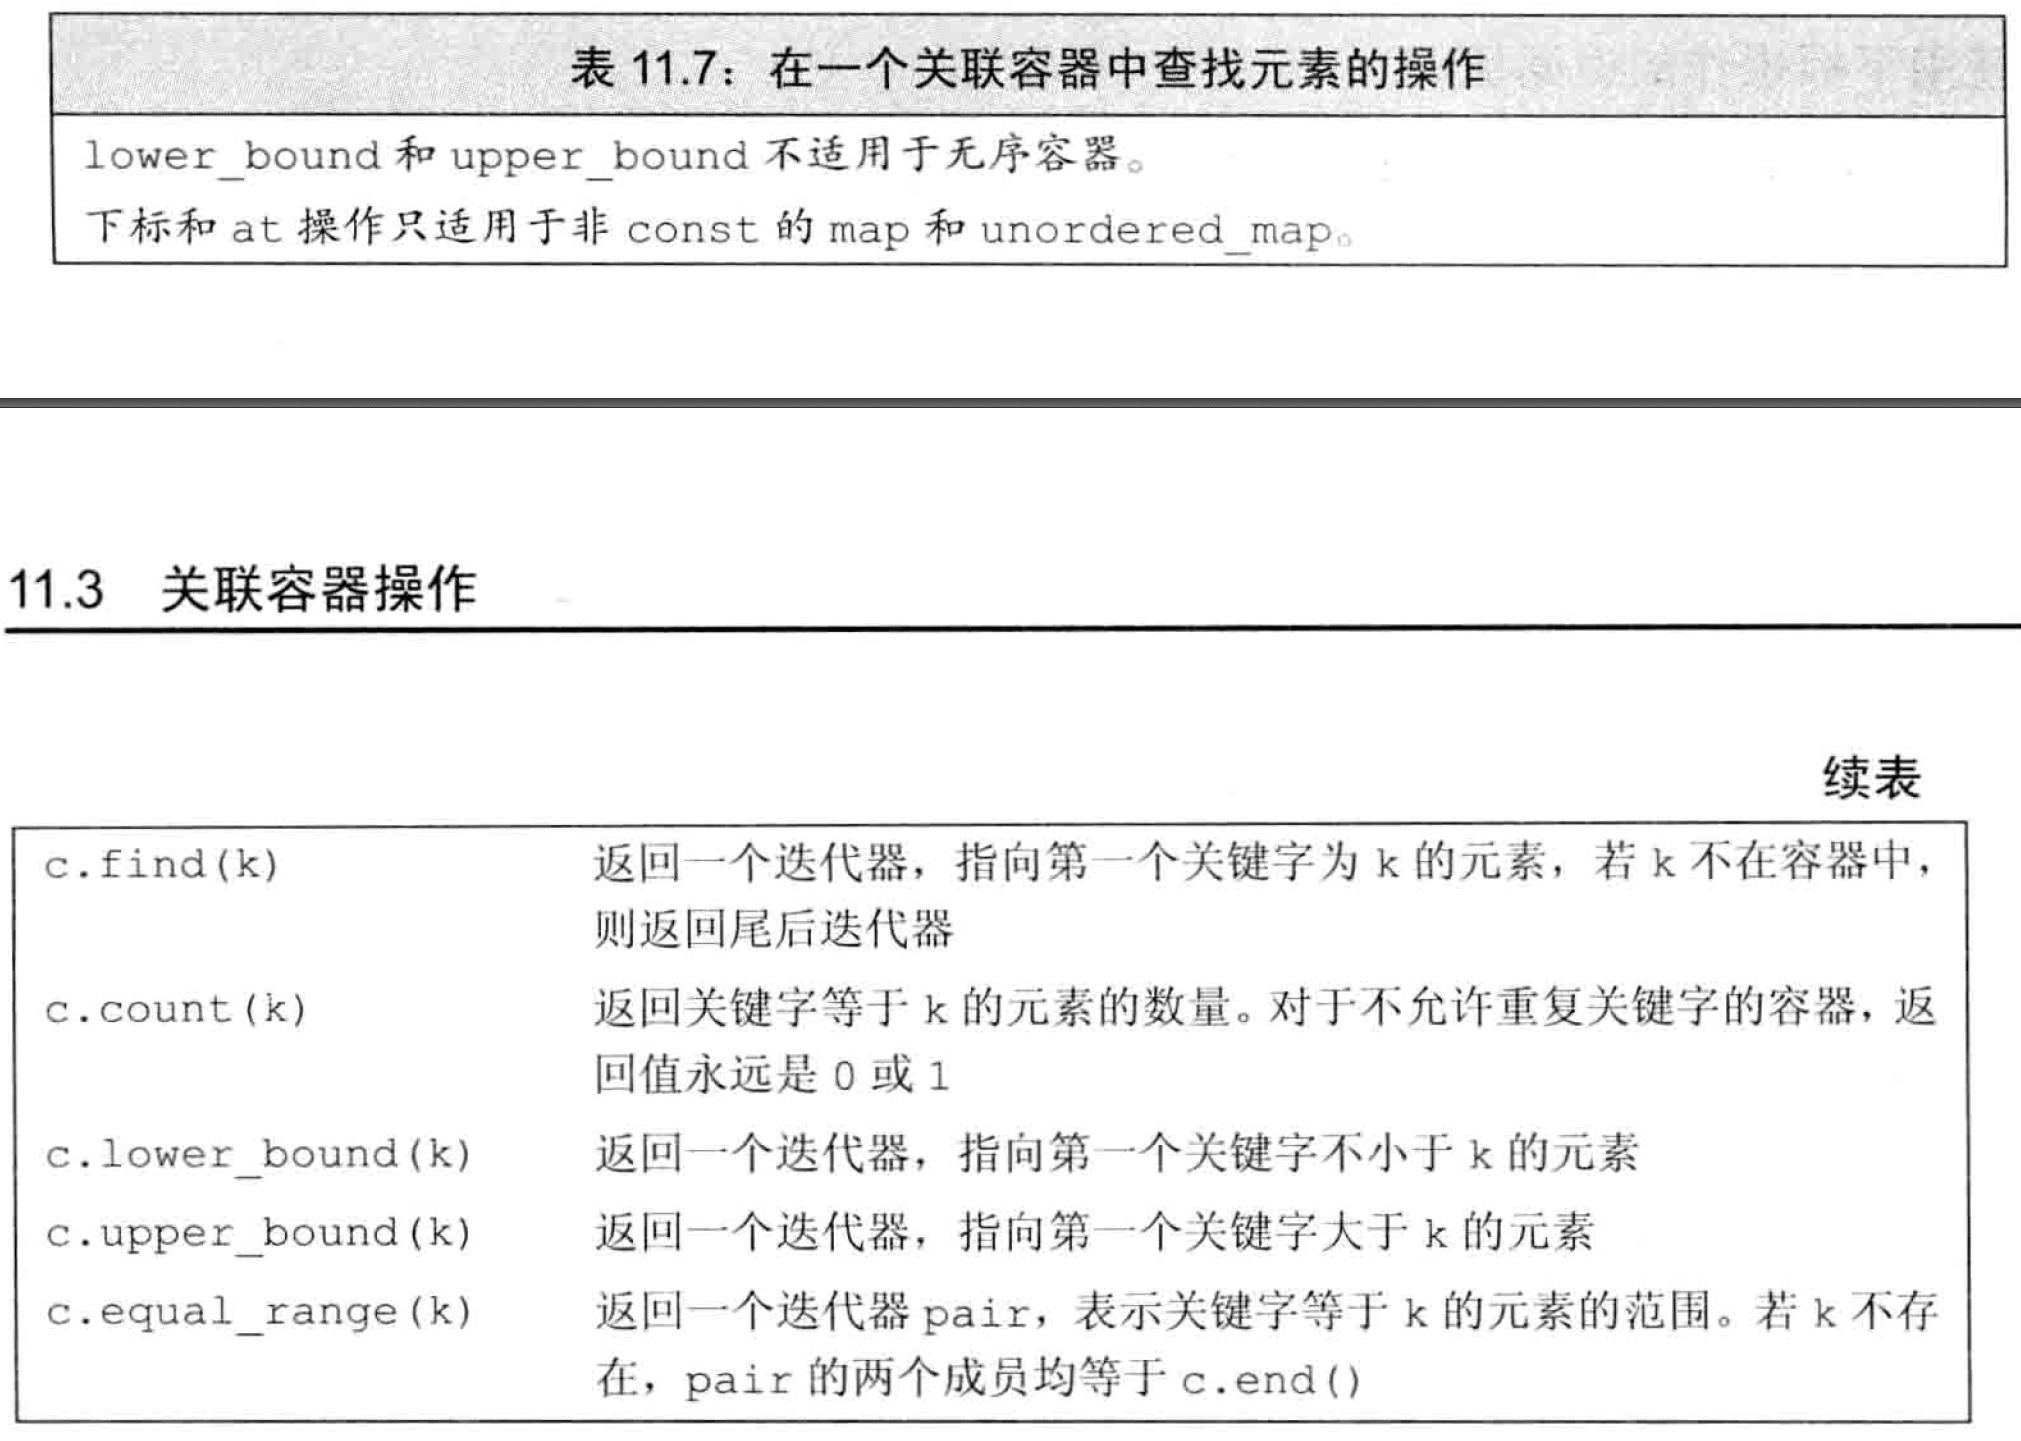 表 11.7：在一个关联容器中查找元素的操作
lower_bound 和 upper_bound 不适用于无序容器。
下标和 at 操作只适用于非 const 的 map 和 unordered_map。
11.3 关联容器操作
续表
c.find(k) 返回一个迭代器，指向第一个关键字为 k 的元素，若 k 不在容器中，
则返回尾后迭代器
c.count(k) 返回关键字等于 k 的元素的数量。对于不允许重复关键字的容器，返
回值永远是 0 或 1
c.lower_bound(k) 返回一个迭代器，指向第一个关键字不小于 k 的元素
c.upper_bound(k) 返回一个迭代器，指向第一个关键字大于 k 的元素
c.equal_range(k) 返回一个迭代器 pair，表示关键字等于 k 的元素的范围。若 k 不存
在，pair 的两个成员均等于 c.end()